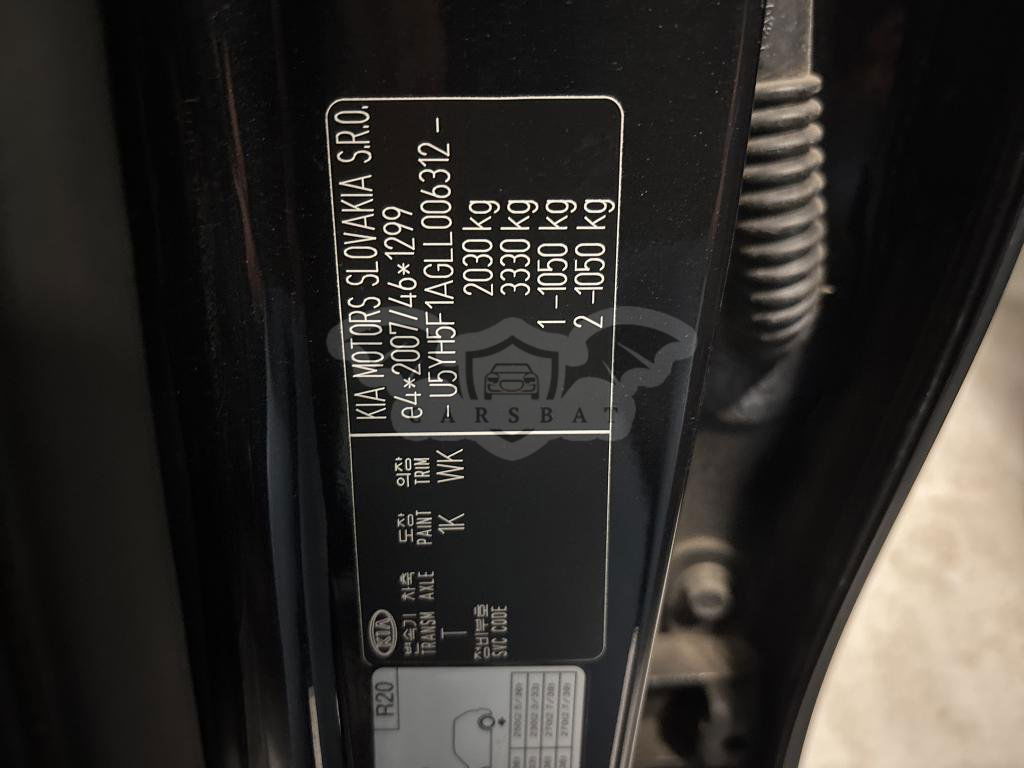 KIA MOTORS SLOVAKIA S.R.O.
e4*2007/46*1299
-U5YH5F1AGLL006312-
2030 kg
3330 kg
1-1050 kg
2-1050 kg
CARSBAT
KIA
변속기 차축 도장 의장
TRANSM AXLE PAINT TRIM
T 1K WK
장비부호
SVC CODE
R20